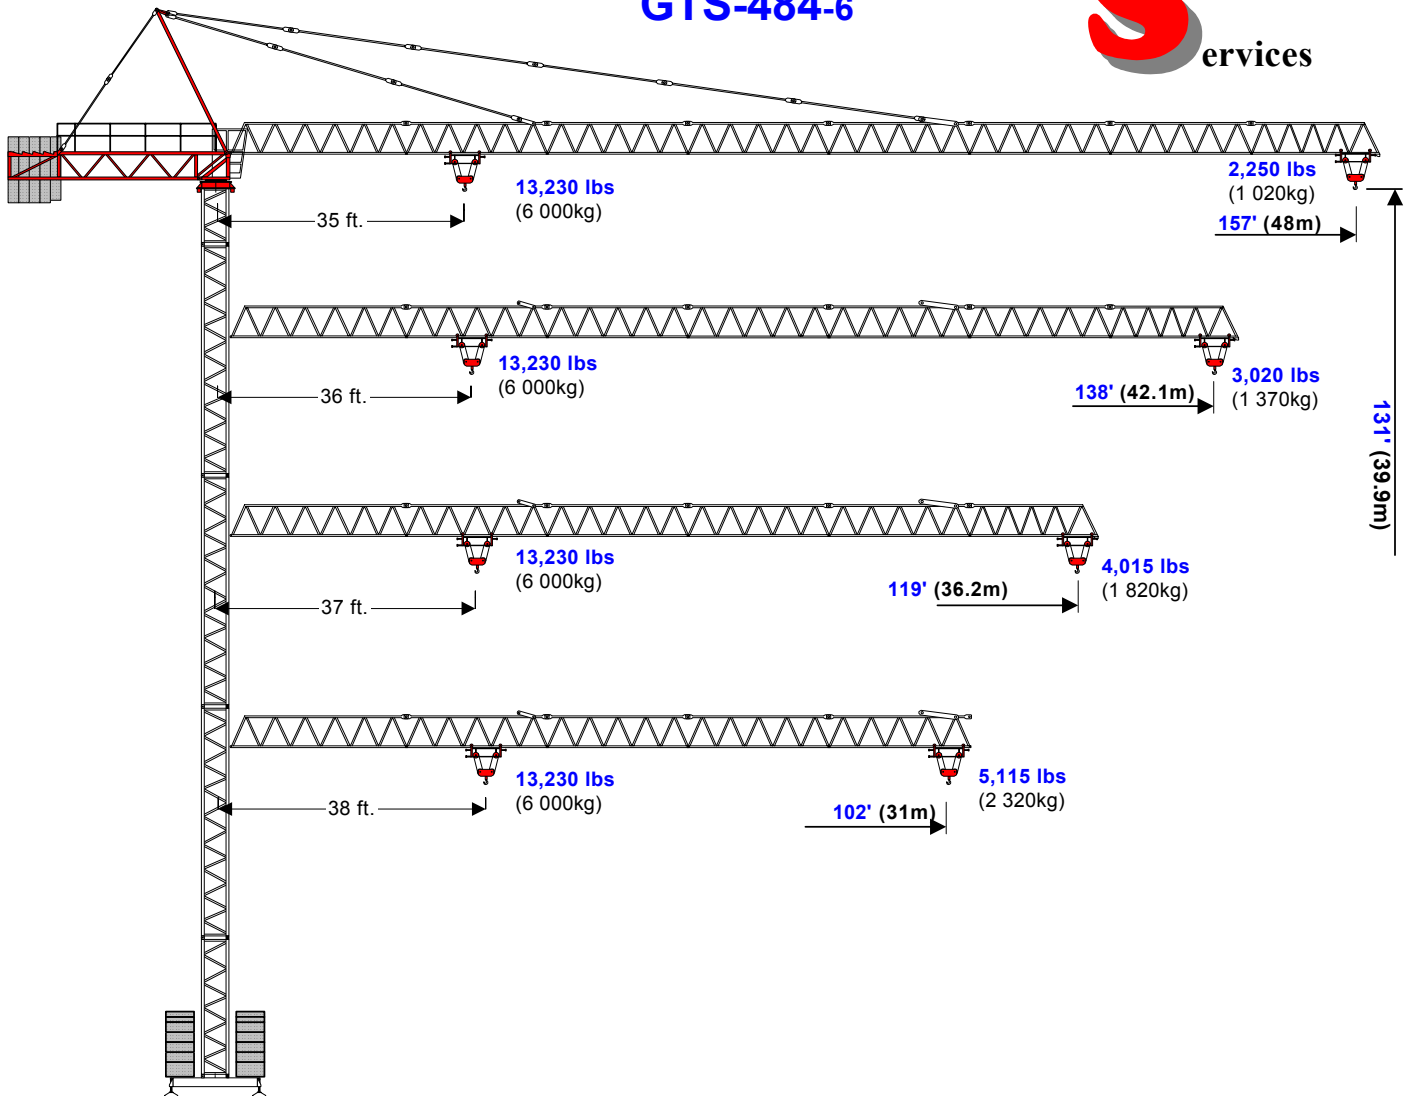 GTS-484-6
Services
13,230 lbs
(6 000kg)
35 ft.
2,250 lbs
(1 020kg)
157' (48m)
13,230 lbs
(6 000kg)
36 ft.
3,020 lbs
(1 370kg)
138' (42.1m)
131' (39.9m)
13,230 lbs
(6 000kg)
37 ft.
4,015 lbs
(1 820kg)
119' (36.2m)
13,230 lbs
(6 000kg)
38 ft.
5,115 lbs
(2 320kg)
102' (31m)